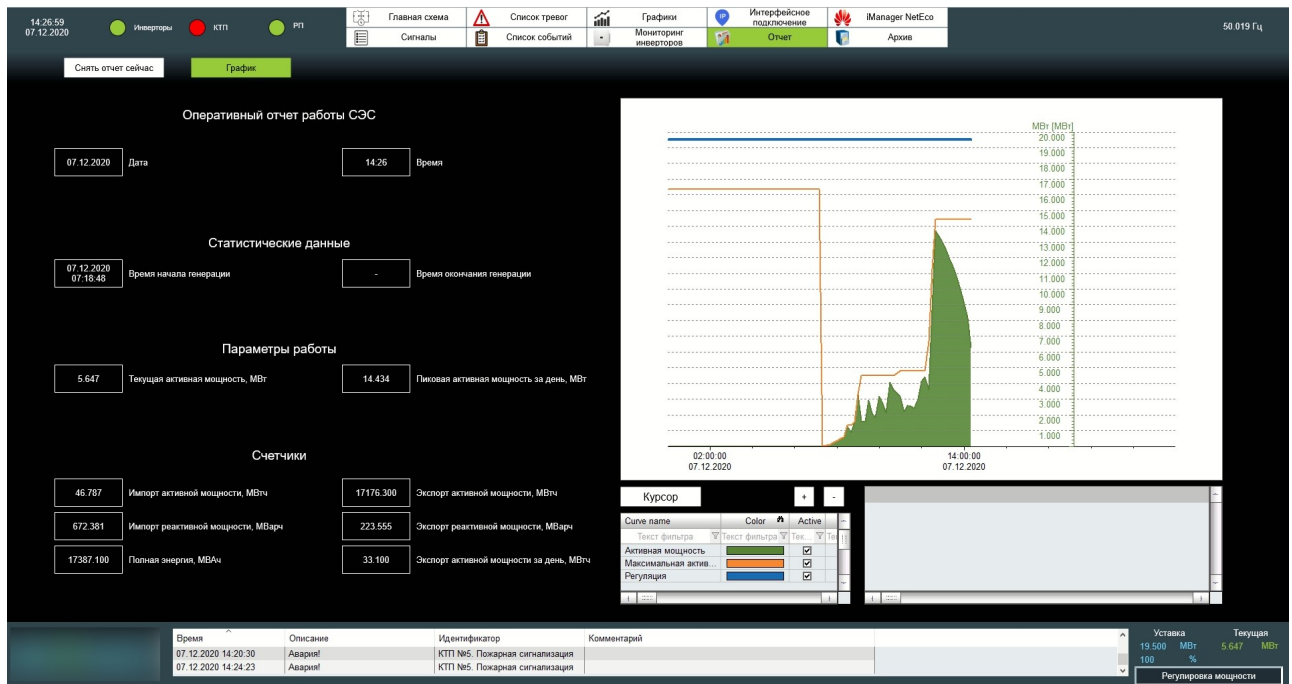 14:26:59
07.12.2020
Инверторы
КТП
РП
Главная схема
Список тревог
Графики
Интерфейсное
подключение
iManager NetEco
Сигналы
Список событий
Мониторинг
инверторов
Отчет
Архив
50.019 Гц
Снять отчет сейчас
График
Оперативный отчет работы СЭС
07.12.2020 Дата
14:26 Время
Статистические данные
07.12.2020
07:18:48
Время начала генерации
- Время окончания генерации
Параметры работы
5.647 Текущая активная мощность, МВт
14.434 Пиковая активная мощность за день, МВт
Счетчики
46.787 Импорт активной мощности, МВтч
17176.300 Экспорт активной мощности, МВтч
672.381 Импорт реактивной мощности, МВарч
223.555 Экспорт реактивной мощности, МВарч
17387.100 Полная энергия, МВАч
33.100 Экспорт активной мощности за день, МВтч
МВт [МВт]
20.000
19.000
18.000
17.000
16.000
15.000
14.000
13.000
12.000
11.000
10.000
9.000
8.000
7.000
6.000
5.000
4.000
3.000
2.000
1.000
02:00:00
07.12.2020
14:00:00
07.12.2020
Курсор
+
-
Curve name Color Active
Текст фильтра Текст фильтра Тек... Те
Активная мощность
Максимальная актив...
Регуляция
Время Описание Идентификатор Комментарий
07.12.2020 14:20:30 Авария! КТП №5. Пожарная сигнализация
07.12.2020 14:24:23 Авария! КТП №5. Пожарная сигнализация
Уставка Текущая
19.500 МВт 5.647 МВт
100 %
Регулировка мощности